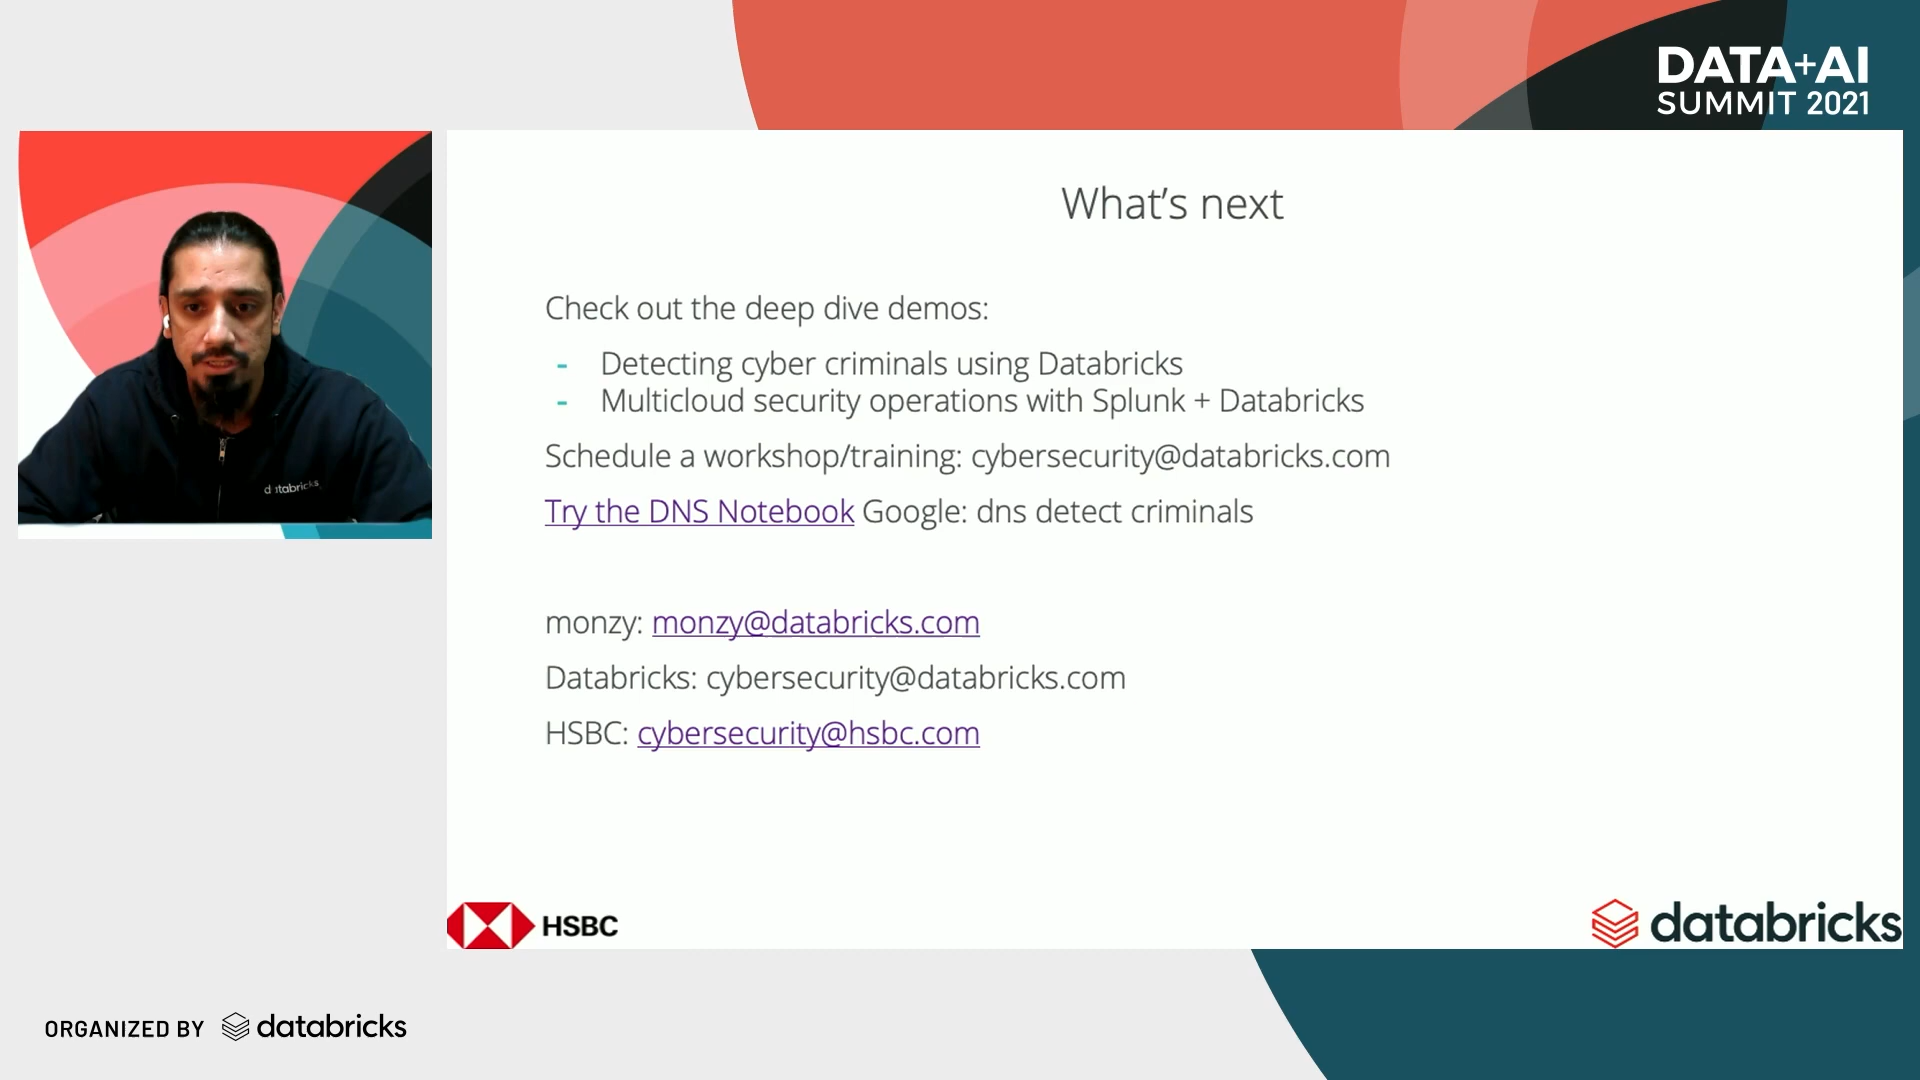 DATA+AI
SUMMIT 2021
What's next
Check out the deep dive demos:
- Detecting cyber criminals using Databricks
- Multicloud security operations with Splunk + Databricks
Schedule a workshop/training: cybersecurity@databricks.com
Try the DNS Notebook Google: dns detect criminals
monzy: monzy@databricks.com
Databricks: cybersecurity@databricks.com
HSBC: cybersecurity@hsbc.com
databricks
HSBC
databricks
ORGANIZED BY databricks